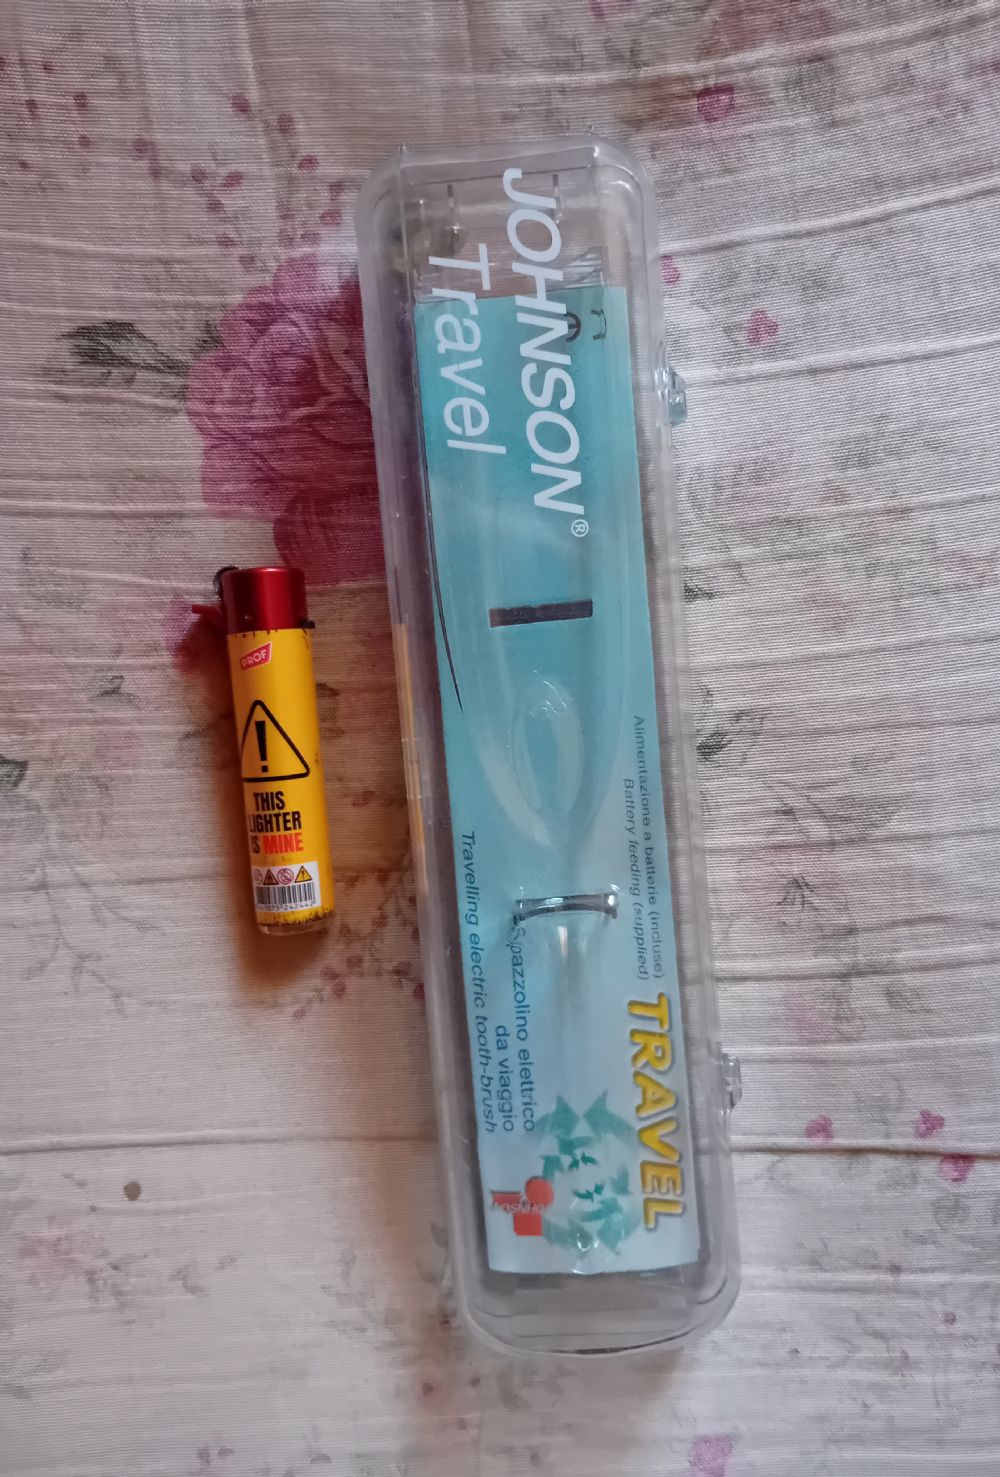 PROF
!
THIS
LIGHTER
IS MINE
JOHNSON®
Travel
Alimentazione a batterie (incluse)
Battery feeding (supplied)
TRAVEL
Spazzolino elettrico
da viaggio
Travelling electric tooth-brush
JOHNSON